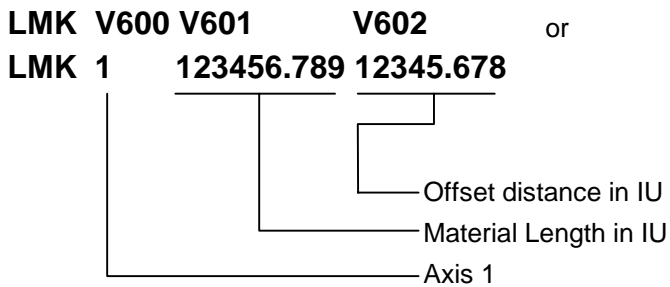 LMK V600 V601 V602 or
LMK 1 123456.789 12345.678
Offset distance in IU
Material Length in IU
Axis 1